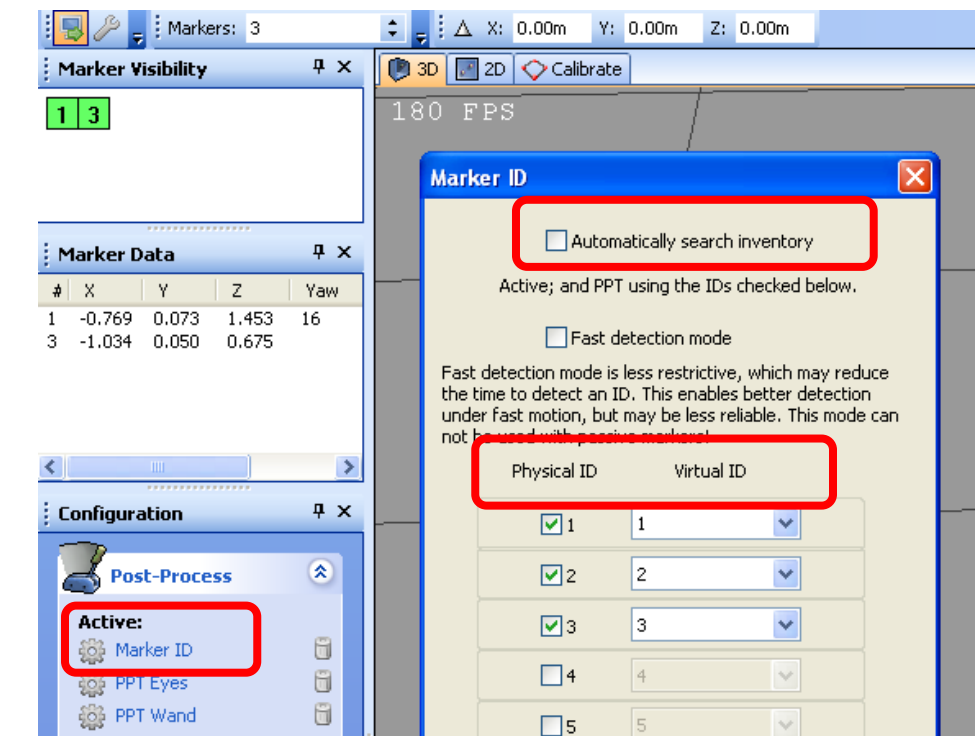 Markers: 3
X: 0.00m Y: 0.00m Z: 0.00m
Marker Visibility
1 3
3D 2D Calibrate
180 FPS
Marker ID
Automatically search inventory
Active; and PPT using the IDs checked below.
Fast detection mode
Fast detection mode is less restrictive, which may reduce
the time to detect an ID. This enables better detection
under fast motion, but may be less reliable. This mode can
not be used with passive markers!
Physical ID Virtual ID
1 1
2 2
3 3
4 4
5 5
Marker Data
# X Y Z Yaw
1 -0.769 0.073 1.453 16
3 -1.034 0.050 0.675
Configuration
Post-Process
Active:
Marker ID
PPT Eyes
PPT Wand